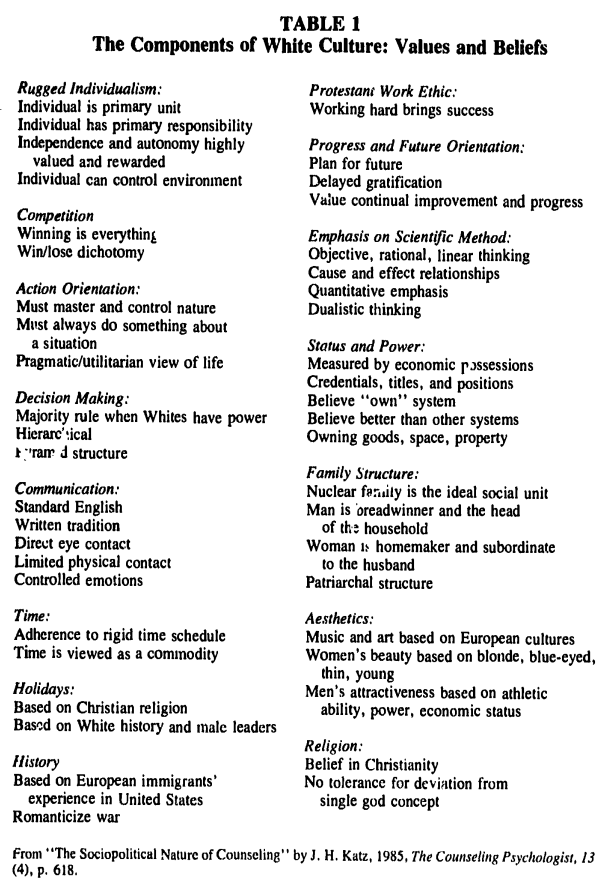 TABLE 1
The Components of White Culture: Values and Beliefs
Rugged Individualism:
Individual is primary unit
Individual has primary responsibility
Independence and autonomy highly
valued and rewarded
Individual can control environment
Competition
Winning is everything
Win/lose dichotomy
Action Orientation:
Must master and control nature
Must always do something about
a situation
Pragmatic/utilitarian view of life
Decision Making:
Majority rule when Whites have power
Hierarchical
structure
Communication:
Standard English
Written tradition
Direct eye contact
Limited physical contact
Controlled emotions
Time:
Adherence to rigid time schedule
Time is viewed as a commodity
Holidays:
Based on Christian religion
Based on White history and male leaders
History
Based on European immigrants'
experience in United States
Romanticize war
Protestant Work Ethic:
Working hard brings success
Progress and Future Orientation:
Plan for future
Delayed gratification
Value continual improvement and progress
Emphasis on Scientific Method:
Objective, rational, linear thinking
Cause and effect relationships
Quantitative emphasis
Dualistic thinking
Status and Power:
Measured by economic possessions
Credentials, titles, and positions
Believe "own" system
Believe better than other systems
Owning goods, space, property
Family Structure:
Nuclear family is the ideal social unit
Man is breadwinner and the head
of the household
Woman is homemaker and subordinate
to the husband
Patriarchal structure
Aesthetics:
Music and art based on European cultures
Women's beauty based on blonde, blue-eyed,
thin, young
Men's attractiveness based on athletic
ability, power, economic status
Religion:
Belief in Christianity
No tolerance for deviation from
single god concept
From "The Sociopolitical Nature of Counseling" by J. H. Katz, 1985, The Counseling Psychologist, 13
(4), p. 618.